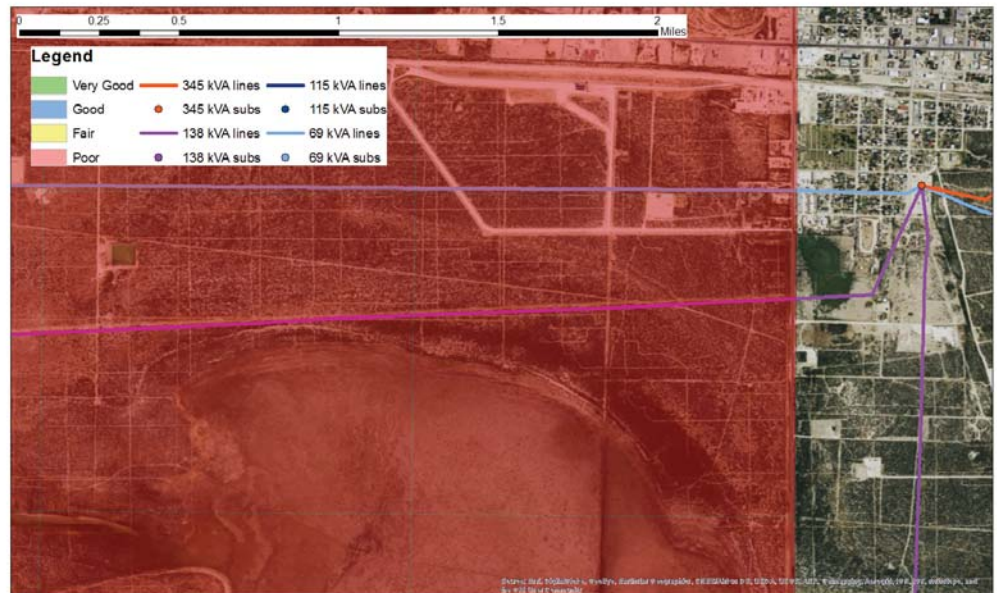 0 0.25 0.5 1 1.5 2
Miles
Legend
Very Good 345 kVA lines 115 kVA lines
Good 345 kVA subs 115 kVA subs
Fair 138 kVA lines 69 kVA lines
Poor 138 kVA subs 69 kVA subs